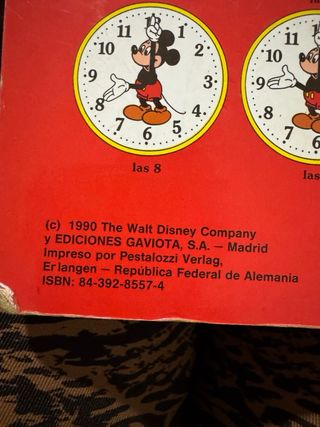 11 12 1
10 2
9 3
8 4
7 6 5
11
10
9
8
7 6
las 8
las
(c) 1990 The Walt Disney Company
y EDICIONES GAVIOTA, S.A. — Madrid
Impreso por Pestalozzi Verlag,
Erlangen — República Federal de Alemania
ISBN: 84-392-8557-4